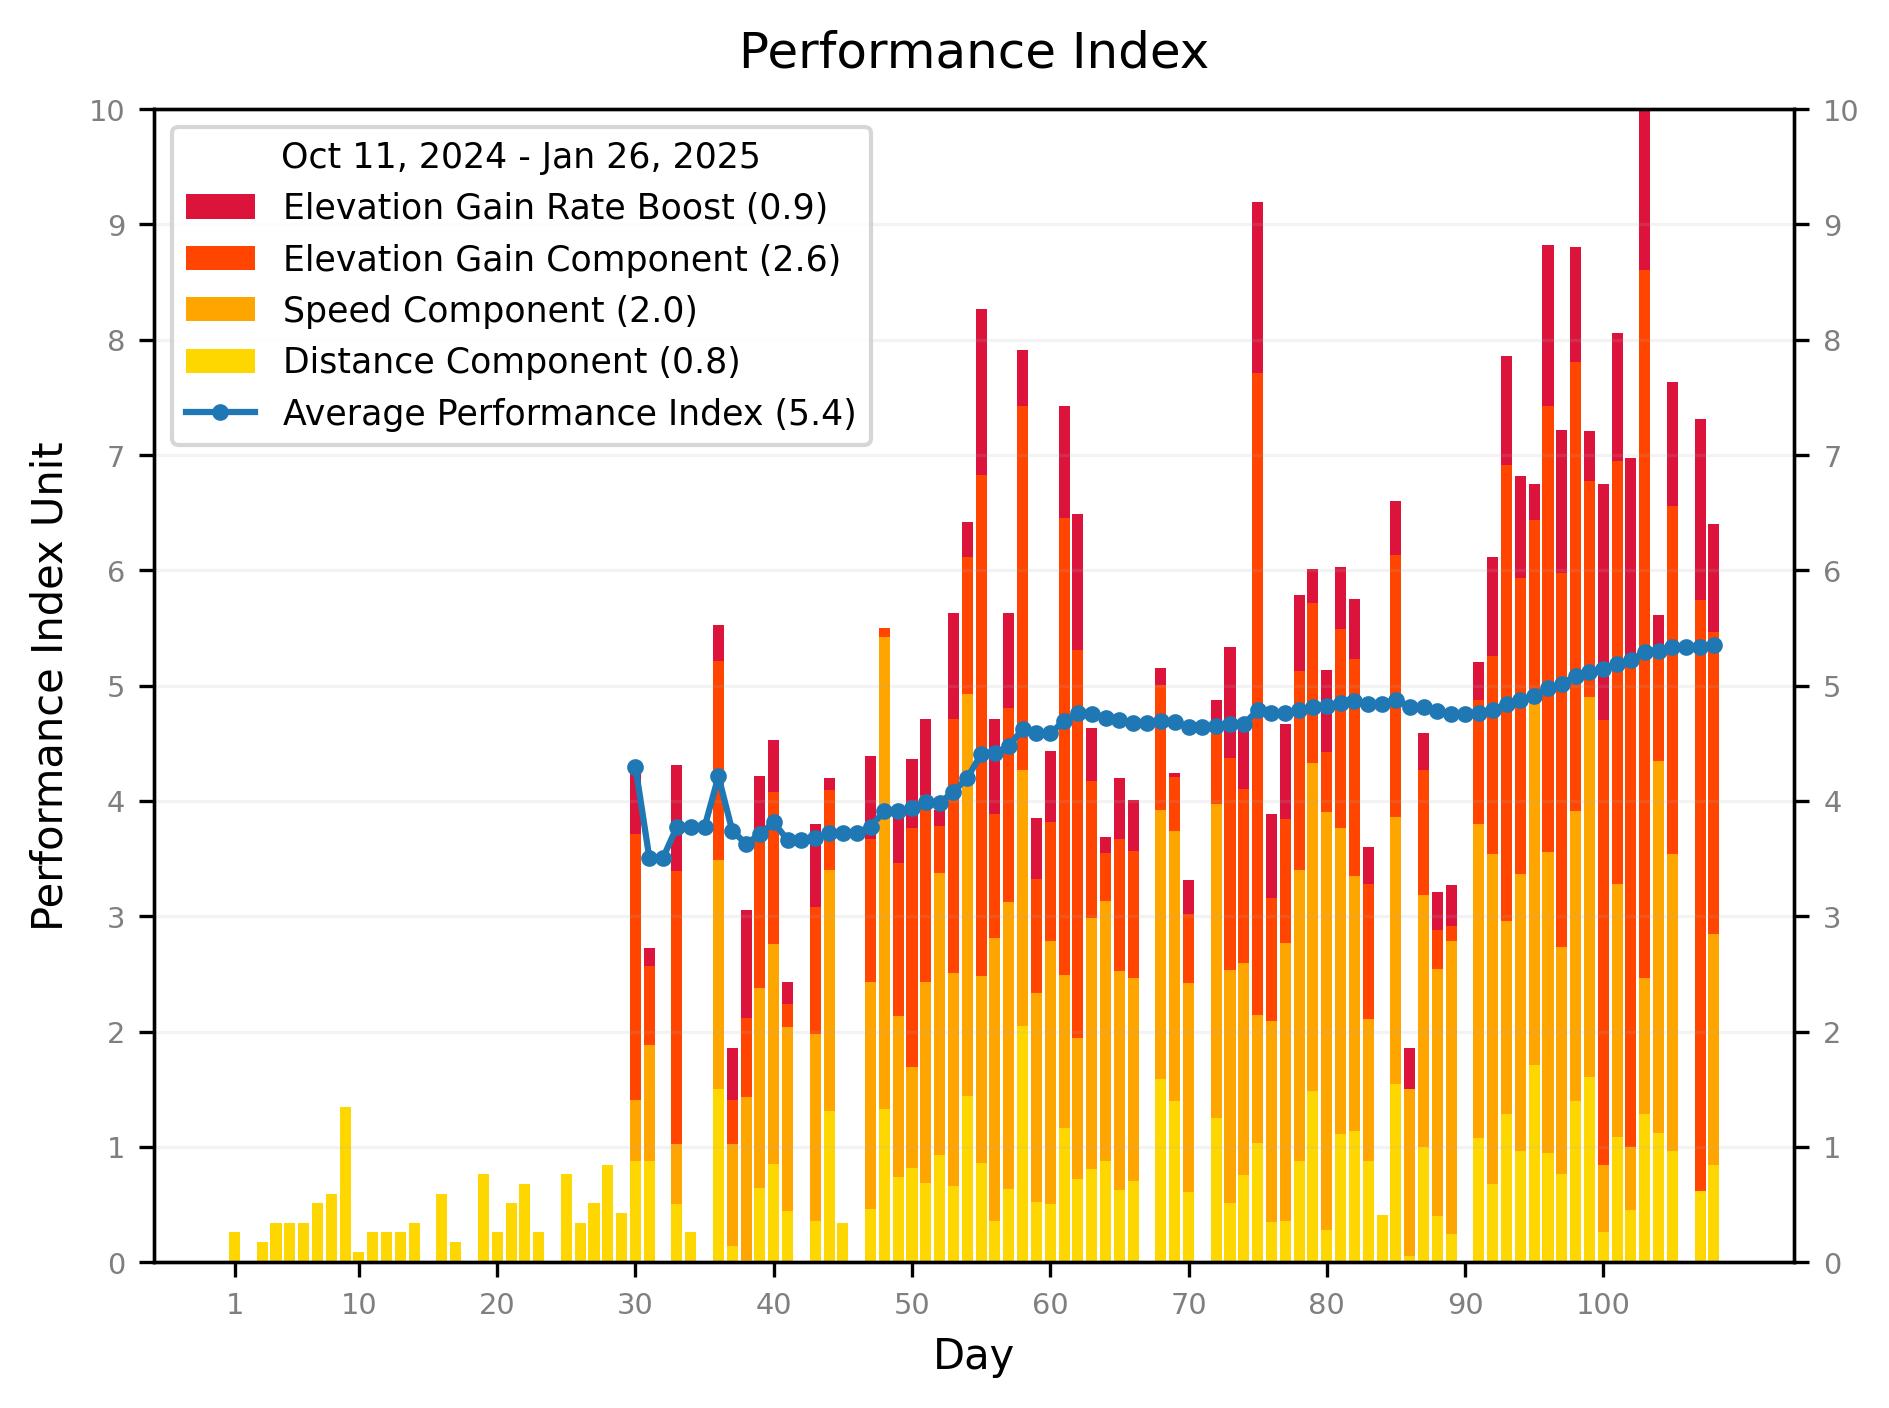 Performance Index
Oct 11, 2024 - Jan 26, 2025
Elevation Gain Rate Boost (0.9)
Elevation Gain Component (2.6)
Speed Component (2.0)
Distance Component (0.8)
Average Performance Index (5.4)
Performance Index Unit
10
9
8
7
6
5
4
3
2
1
0
10
9
8
7
6
5
4
3
2
1
0
1 10 20 30 40 50 60 70 80 90 100
Day